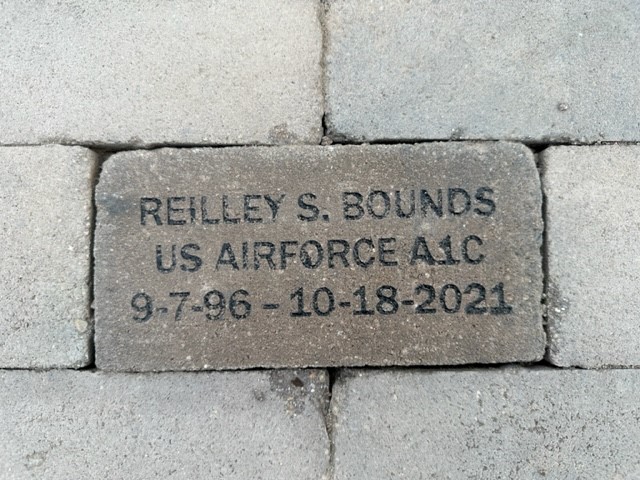 REILLEY S. BOUNDS
US AIRFORCE A1C
9-7-96 - 10-18-2021